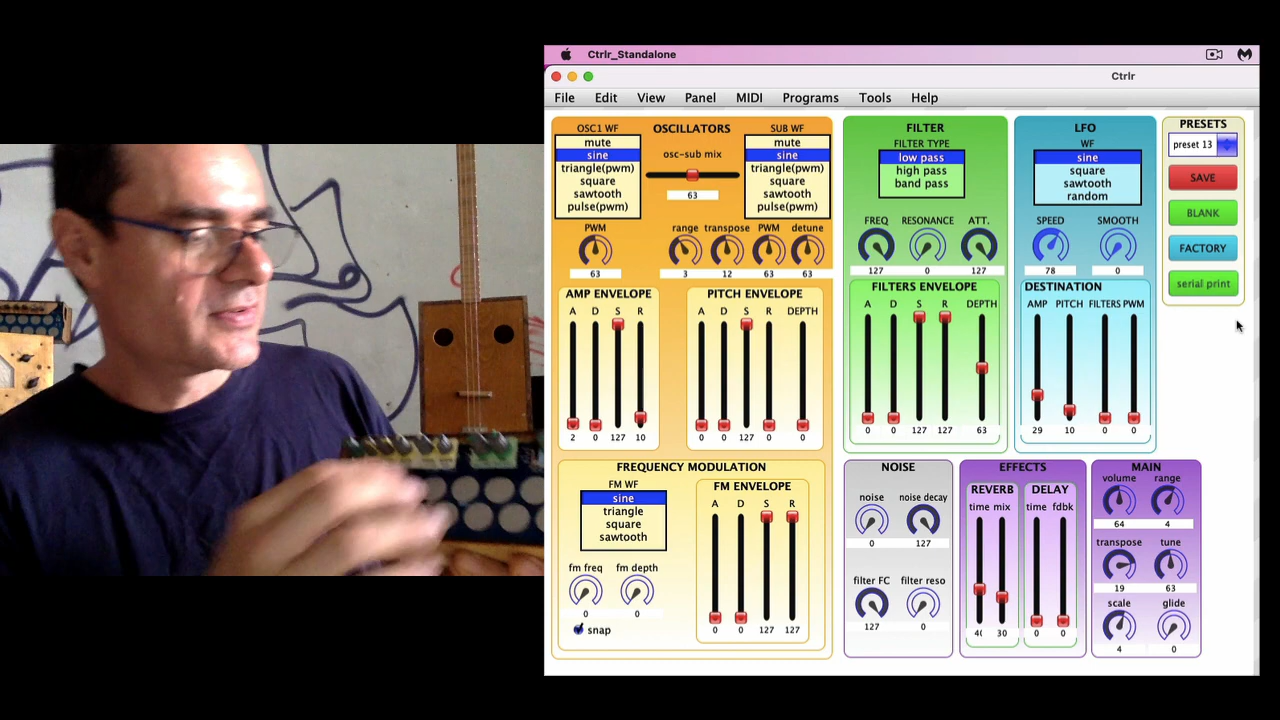 Ctrlr_Standalone
Ctrlr
File Edit View Panel MIDI Programs Tools Help
OSC1 WF
mute
sine
triangle(pwm)
square
sawtooth
pulse(pwm)
PWM
63
OSCILLATORS
osc-sub mix
63
SUB WF
mute
sine
triangle(pwm)
square
sawtooth
pulse(pwm)
range transpose PWM detune
3 12 63 63
AMP ENVELOPE
A D S R
2 0 127 10
PITCH ENVELOPE
A D S R DEPTH
0 0 127 0 0
FREQUENCY MODULATION
FM WF
sine
triangle
square
sawtooth
fm freq fm depth
0 0
snap
FM ENVELOPE
A D S R
0 0 127 127
FILTER
FILTER TYPE
low pass
high pass
band pass
FREQ RESONANCE ATT.
127 0 127
FILTERS ENVELOPE
A D S R DEPTH
0 0 127 127 63
LFO
WF
sine
square
sawtooth
random
SPEED SMOOTH
78 0
DESTINATION
AMP PITCH FILTERS PWM
29 10 0 0
PRESETS
preset 13
SAVE
BLANK
FACTORY
serial print
NOISE
noise noise decay
0 127
filter FC filter reso
127 0
EFFECTS
REVERB DELAY
time mix time fdbk
30 0 0
MAIN
volume range
64 4
transpose tune
19 63
scale glide
4 0